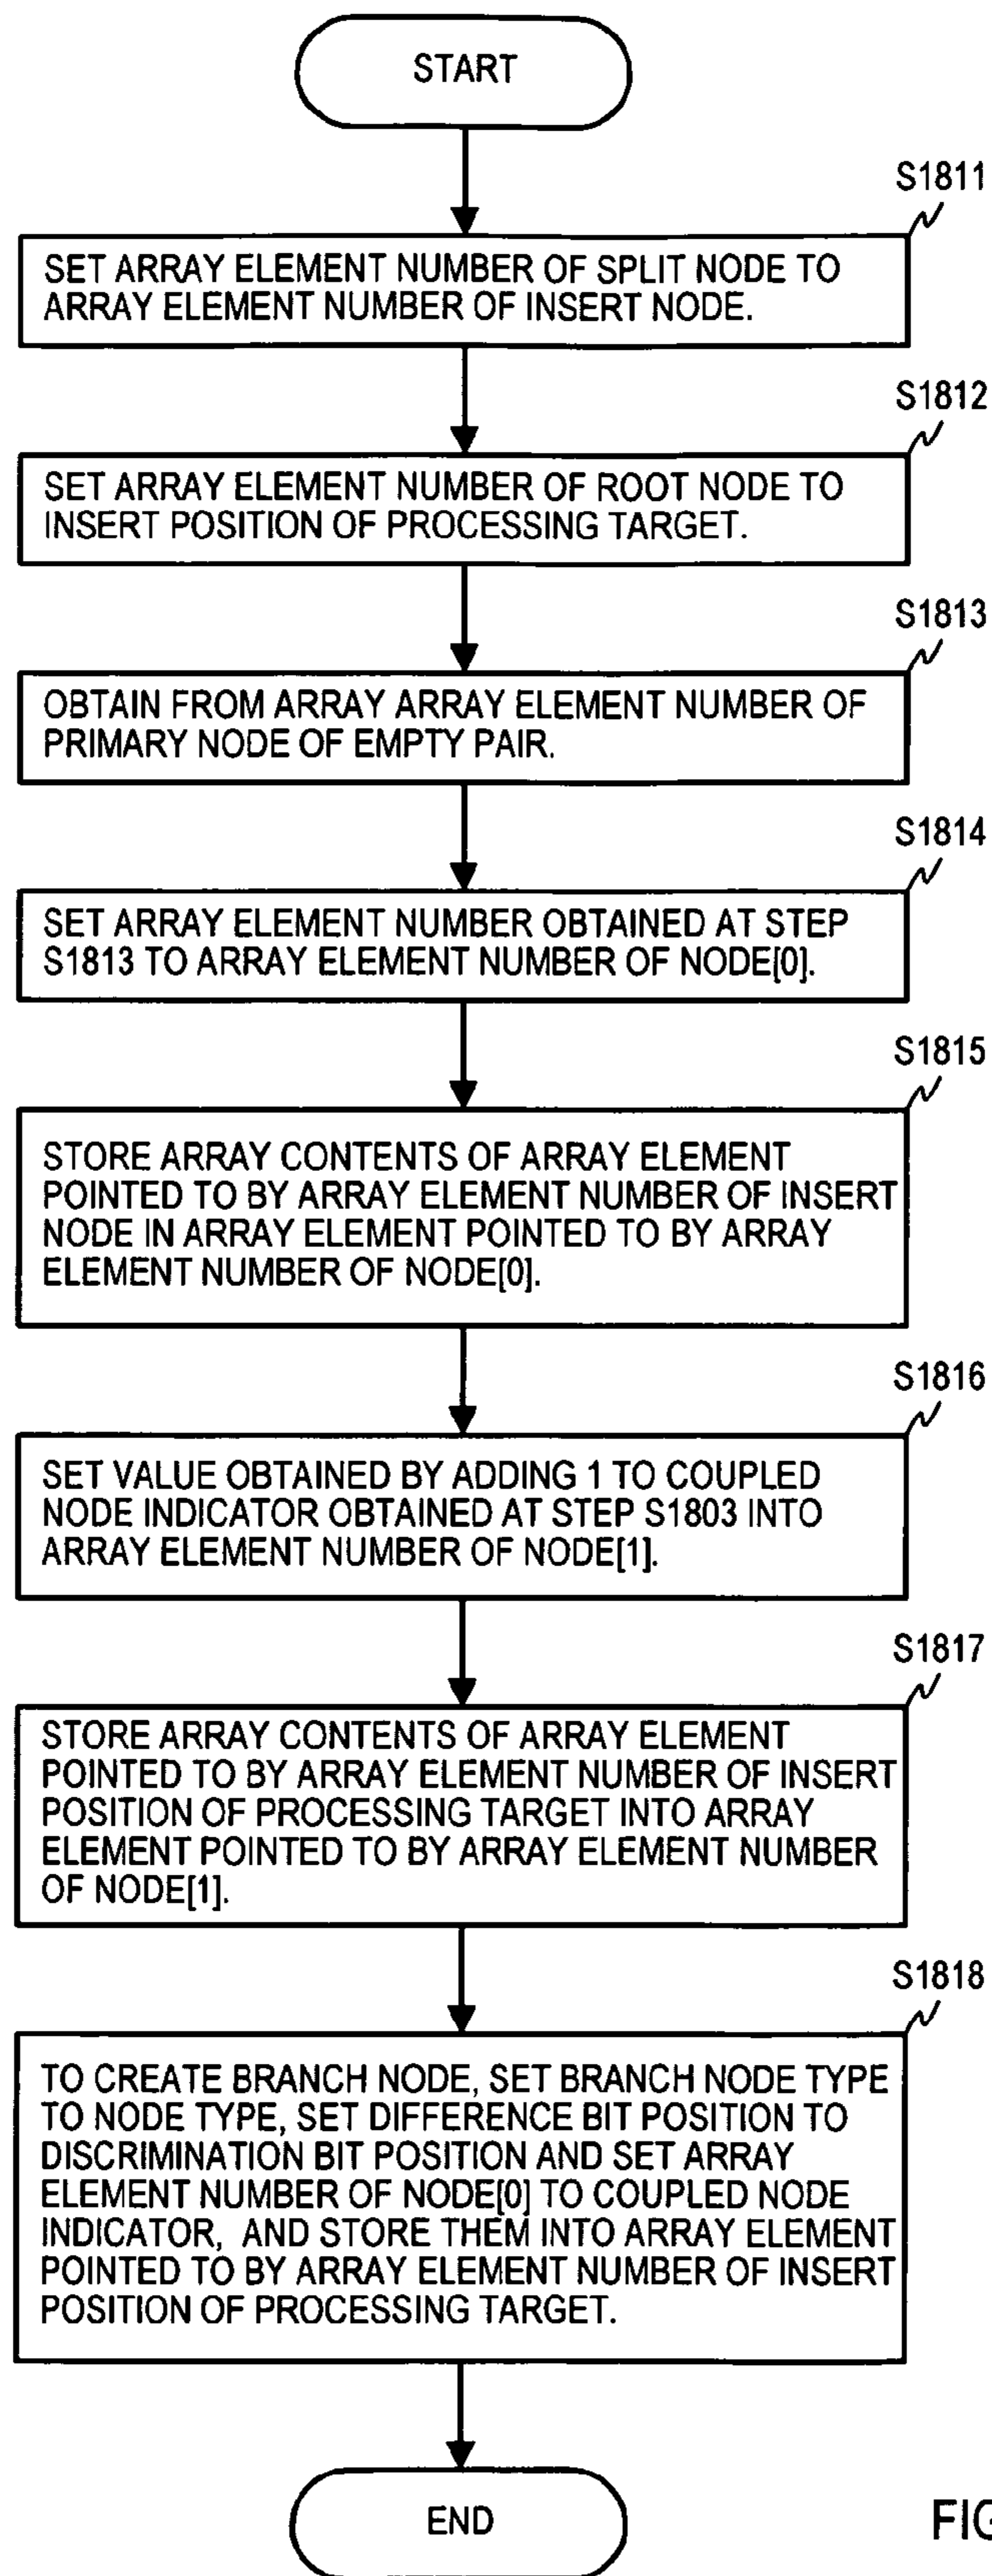 START
S1811
SET ARRAY ELEMENT NUMBER OF SPLIT NODE TO
ARRAY ELEMENT NUMBER OF INSERT NODE.
S1812
SET ARRAY ELEMENT NUMBER OF ROOT NODE TO
INSERT POSITION OF PROCESSING TARGET.
S1813
OBTAIN FROM ARRAY ARRAY ELEMENT NUMBER OF
PRIMARY NODE OF EMPTY PAIR.
S1814
SET ARRAY ELEMENT NUMBER OBTAINED AT STEP
S1813 TO ARRAY ELEMENT NUMBER OF NODE[0].
S1815
STORE ARRAY CONTENTS OF ARRAY ELEMENT
POINTED TO BY ARRAY ELEMENT NUMBER OF INSERT
NODE IN ARRAY ELEMENT POINTED TO BY ARRAY
ELEMENT NUMBER OF NODE[0].
S1816
SET VALUE OBTAINED BY ADDING 1 TO COUPLED
NODE INDICATOR OBTAINED AT STEP S1803 INTO
ARRAY ELEMENT NUMBER OF NODE[1].
S1817
STORE ARRAY CONTENTS OF ARRAY ELEMENT
POINTED TO BY ARRAY ELEMENT NUMBER OF INSERT
POSITION OF PROCESSING TARGET INTO ARRAY
ELEMENT POINTED TO BY ARRAY ELEMENT NUMBER
OF NODE[1].
S1818
TO CREATE BRANCH NODE, SET BRANCH NODE TYPE
TO NODE TYPE, SET DIFFERENCE BIT POSITION TO
DISCRIMINATION BIT POSITION AND SET ARRAY
ELEMENT NUMBER OF NODE[0] TO COUPLED NODE
INDICATOR, AND STORE THEM INTO ARRAY ELEMENT
POINTED TO BY ARRAY ELEMENT NUMBER OF INSERT
POSITION OF PROCESSING TARGET.
END
FIG